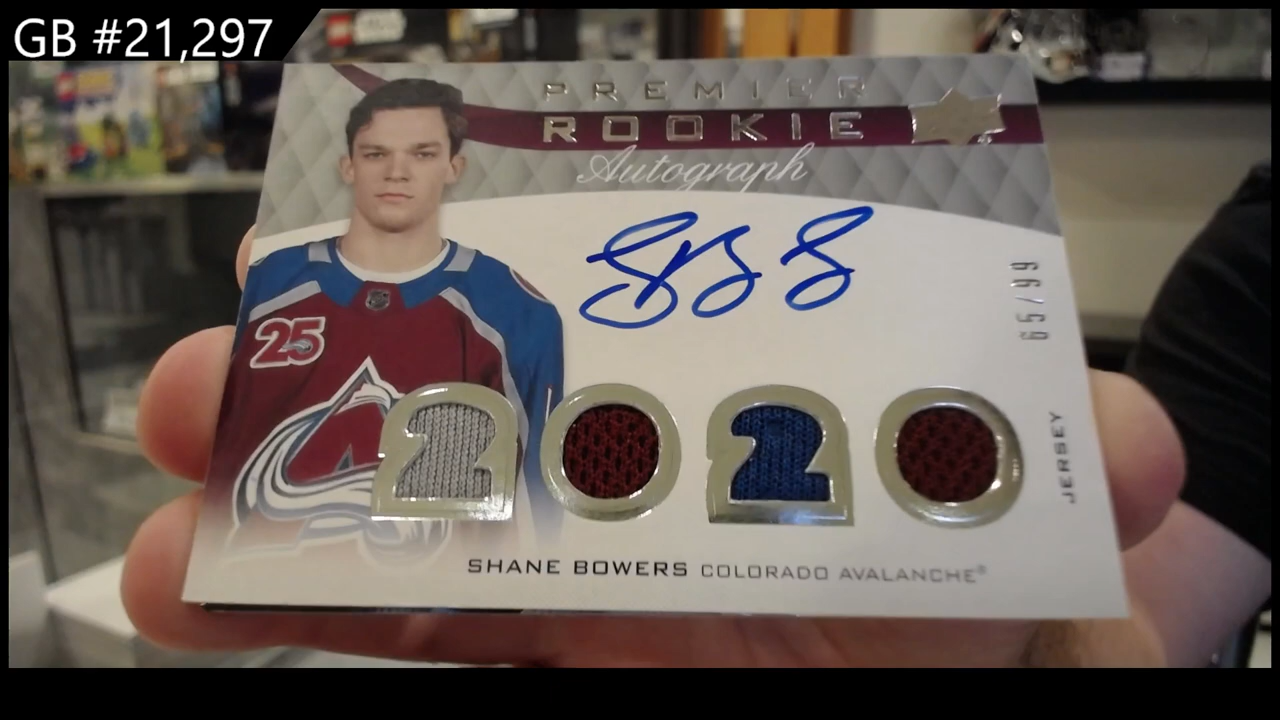 GB #21,297
PREMIER
ROOKIE
Autograph
65/99
25
2020
JERSEY
SHANE BOWERS COLORADO AVALANCHE®